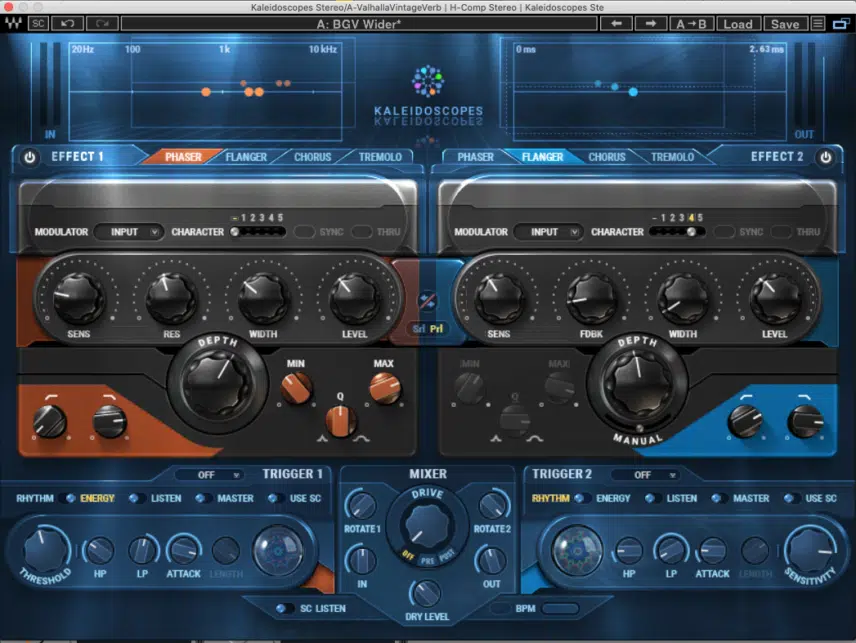 Kaleidoscopes Stereo/A-ValhallaVintageVerb | H-Comp Stereo | Kaleidoscopes Ste
SC A: BGV Wider* A→B Load Save
20Hz 100 1k 10 kHz 0 ms 2.63 ms
KALEIDOSCOPES
IN OUT
EFFECT 1 PHASER FLANGER CHORUS TREMOLO PHASER FLANGER CHORUS TREMOLO EFFECT 2
- 1 2 3 4 5 - 1 2 3 4 5
MODULATOR INPUT CHARACTER SYNC THRU MODULATOR INPUT CHARACTER SYNC THRU
SENS RES WIDTH LEVEL Srl Prl SENS FDBK WIDTH LEVEL
DEPTH DEPTH
MIN MAX MIN MAX
Q Q
MANUAL
OFF TRIGGER 1 MIXER TRIGGER 2 OFF
RHYTHM ENERGY LISTEN MASTER USE SC DRIVE RHYTHM ENERGY LISTEN MASTER USE SC
ROTATE 1 ROTATE 2
OFF PRE POST
THRESHOLD HP LP ATTACK LENGTH IN OUT HP LP ATTACK LENGTH SENSITIVITY
SC LISTEN DRY LEVEL BPM